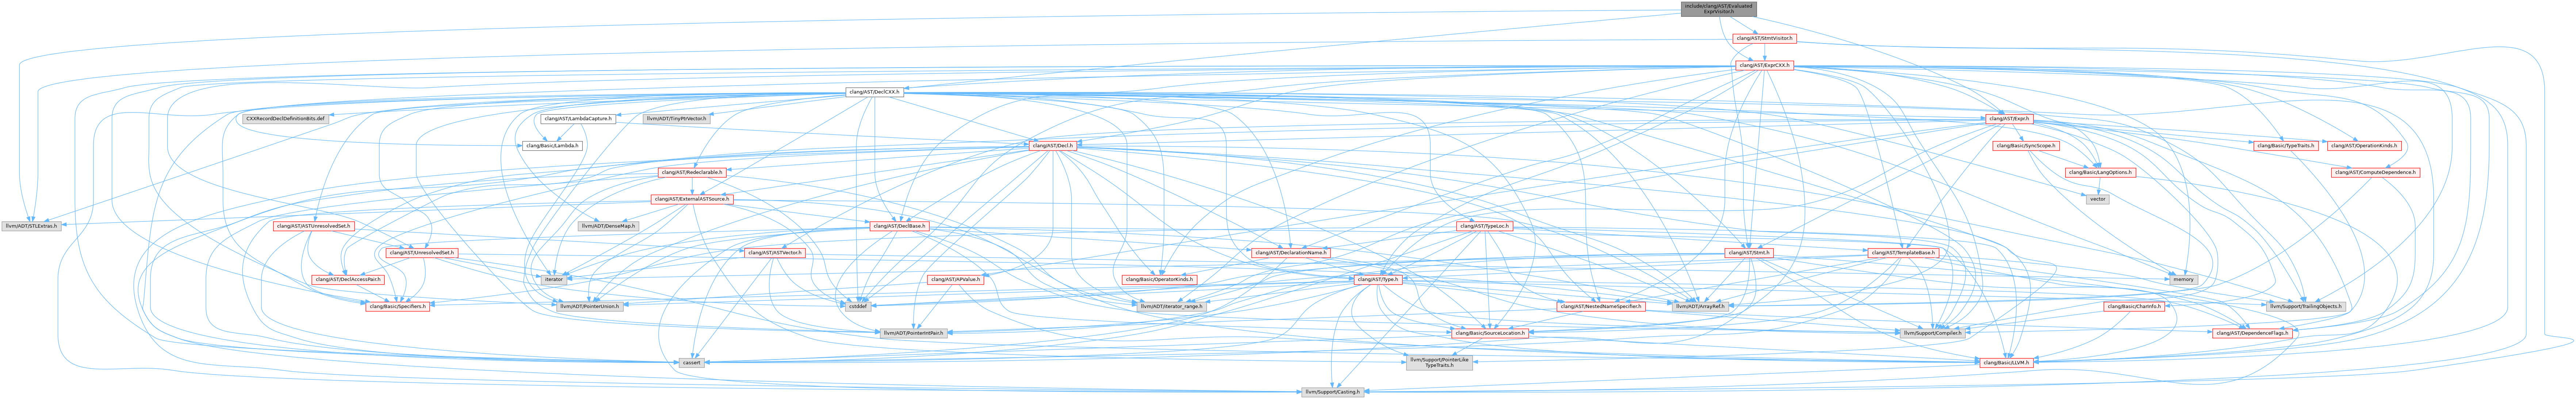 include/clang/AST/Evaluated
ExprVisitor.h
clang/AST/StmtVisitor.h
clang/AST/ExprCXX.h
clang/AST/DeclCXX.h
CXXRecordDeclDefinitionBits.def
clang/AST/LambdaCapture.h
llvm/ADT/TinyPtrVector.h
clang/AST/Expr.h
clang/Basic/Lambda.h
clang/AST/Decl.h
clang/Basic/SyncScope.h
clang/Basic/TypeTraits.h
clang/AST/OperationKinds.h
clang/AST/Redeclarable.h
clang/Basic/LangOptions.h
clang/AST/ComputeDependence.h
clang/AST/ExternalASTSource.h
vector
llvm/ADT/STLExtras.h
clang/AST/ASTUnresolvedSet.h
llvm/ADT/DenseMap.h
clang/AST/DeclBase.h
clang/AST/TypeLoc.h
clang/AST/UnresolvedSet.h
clang/AST/ASTVector.h
clang/AST/DeclarationName.h
clang/AST/Stmt.h
clang/AST/TemplateBase.h
clang/AST/DeclAccessPair.h
iterator
clang/AST/APValue.h
clang/Basic/OperatorKinds.h
clang/AST/Type.h
memory
clang/Basic/Specifiers.h
llvm/ADT/PointerUnion.h
cstddef
llvm/ADT/iterator_range.h
clang/AST/NestedNameSpecifier.h
llvm/ADT/ArrayRef.h
clang/Basic/CharInfo.h
llvm/Support/TrailingObjects.h
llvm/ADT/PointerIntPair.h
clang/Basic/SourceLocation.h
llvm/Support/Compiler.h
clang/AST/DependenceFlags.h
cassert
llvm/Support/PointerLike
TypeTraits.h
clang/Basic/LLVM.h
llvm/Support/Casting.h